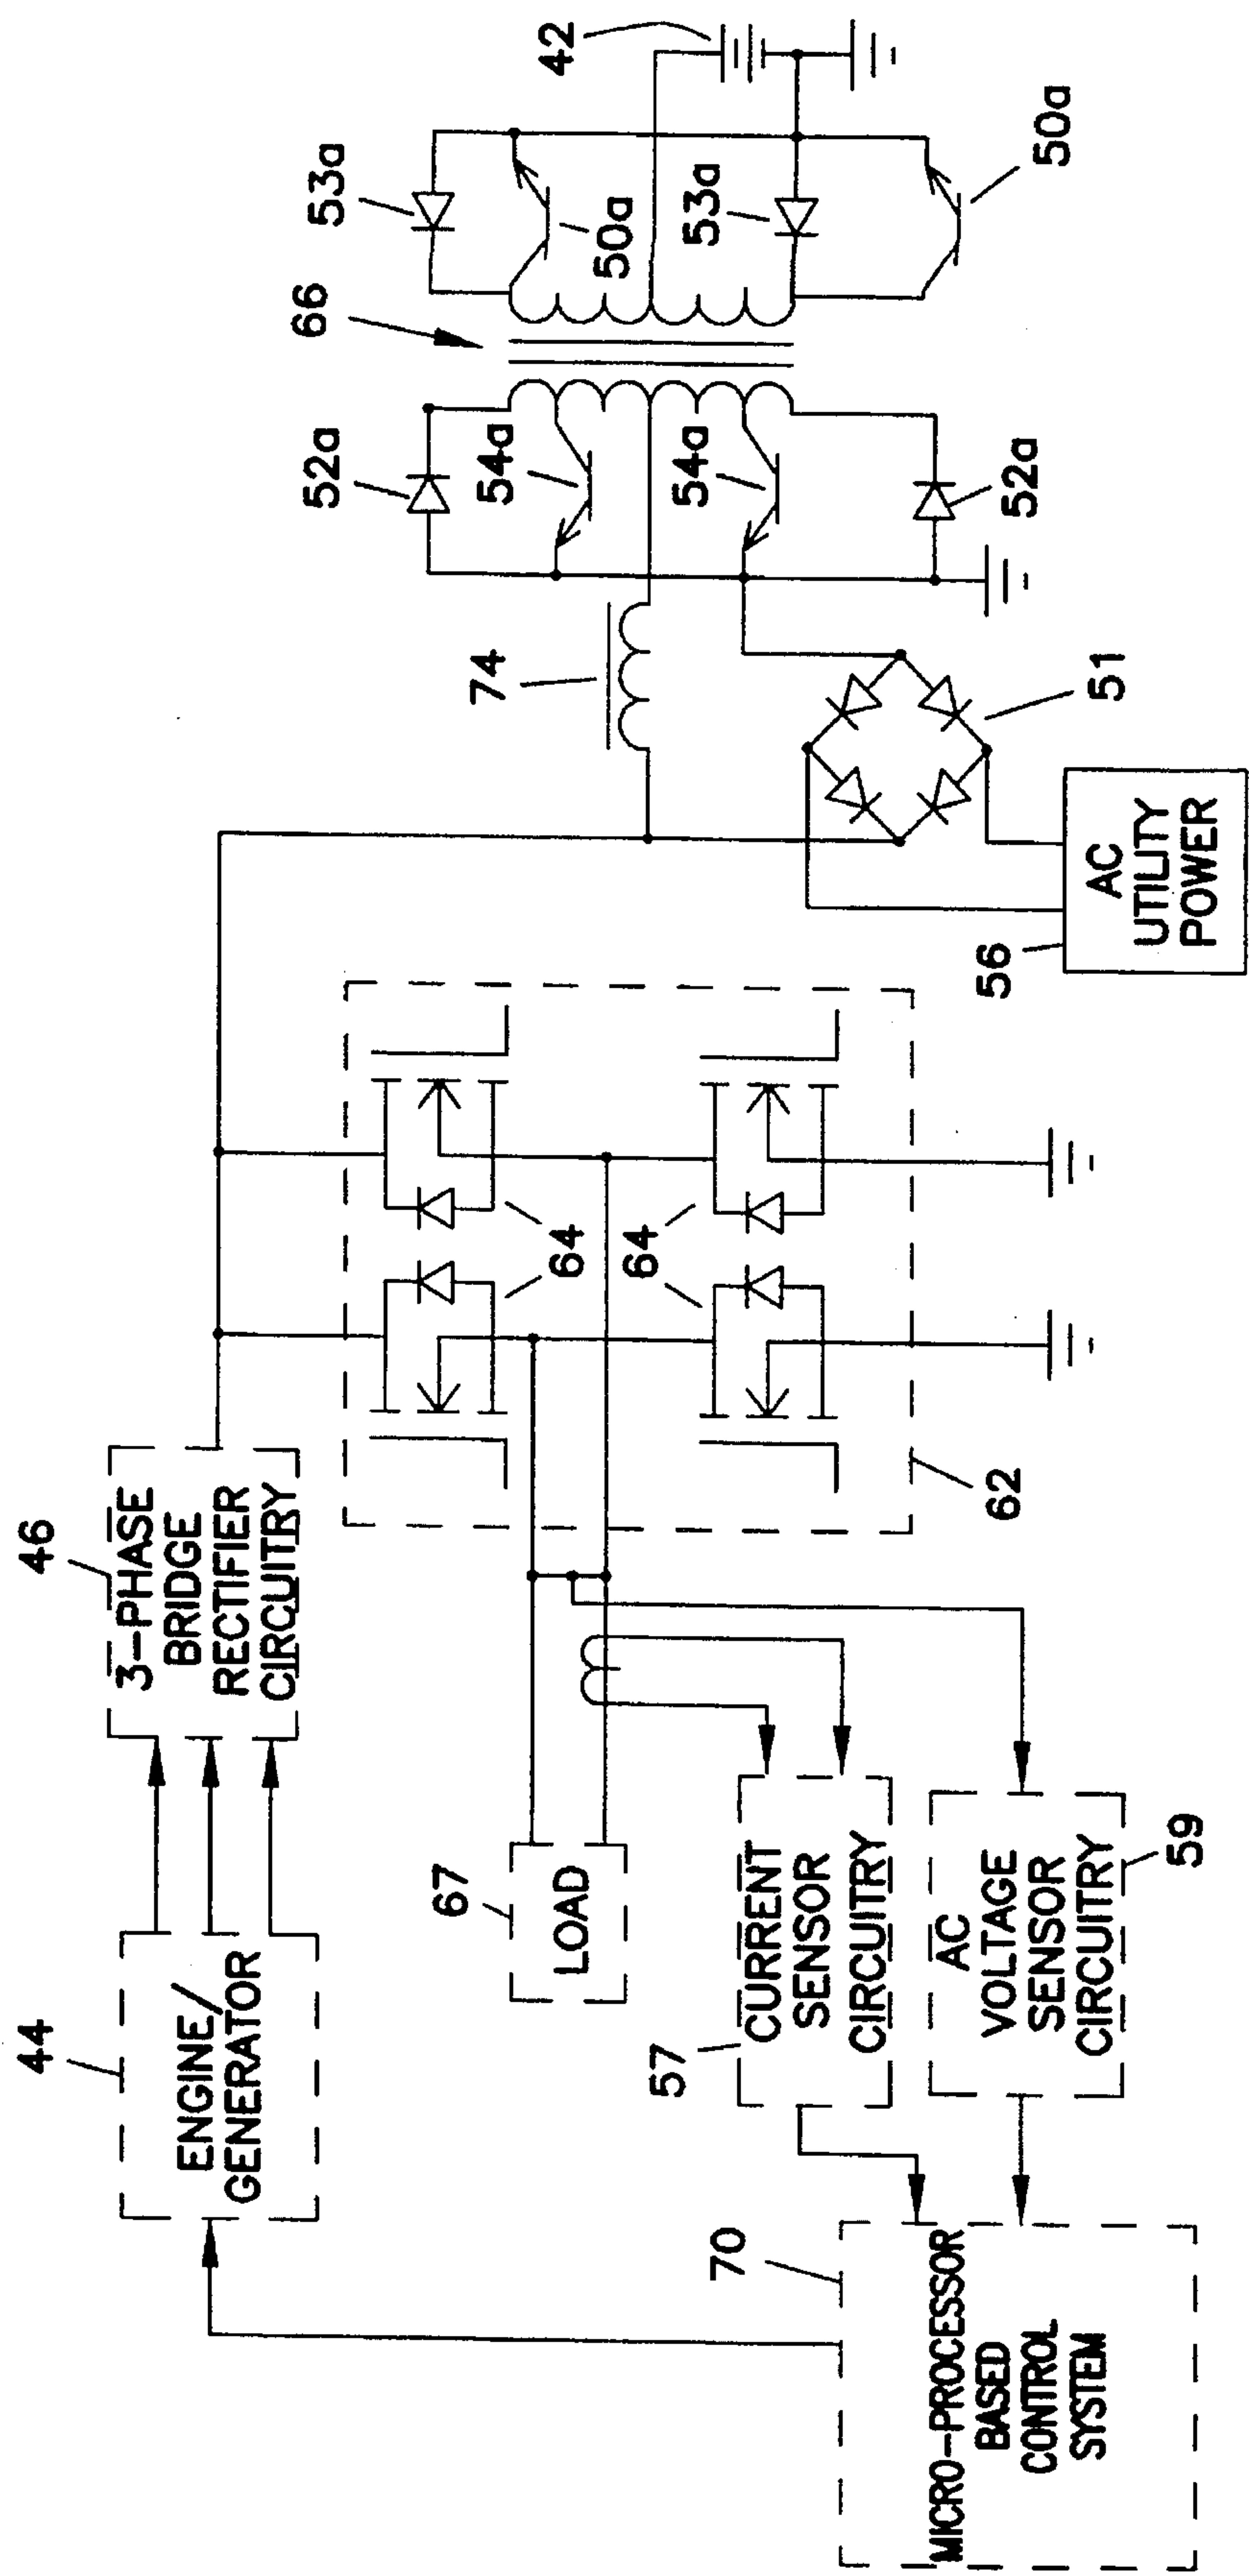 44
ENGINE/
GENERATOR
46
3-PHASE
BRIDGE
RECTIFIER
CIRCUITRY
67
LOAD
64
64
62
74
66
52a
54a
54a
52a
53a
50a
53a
50a
42
51
56
AC
UTILITY
POWER
57
CURRENT
SENSOR
CIRCUITRY
59
AC
VOLTAGE
SENSOR
CIRCUITRY
70
MICRO-PROCESSOR
BASED
CONTROL
SYSTEM